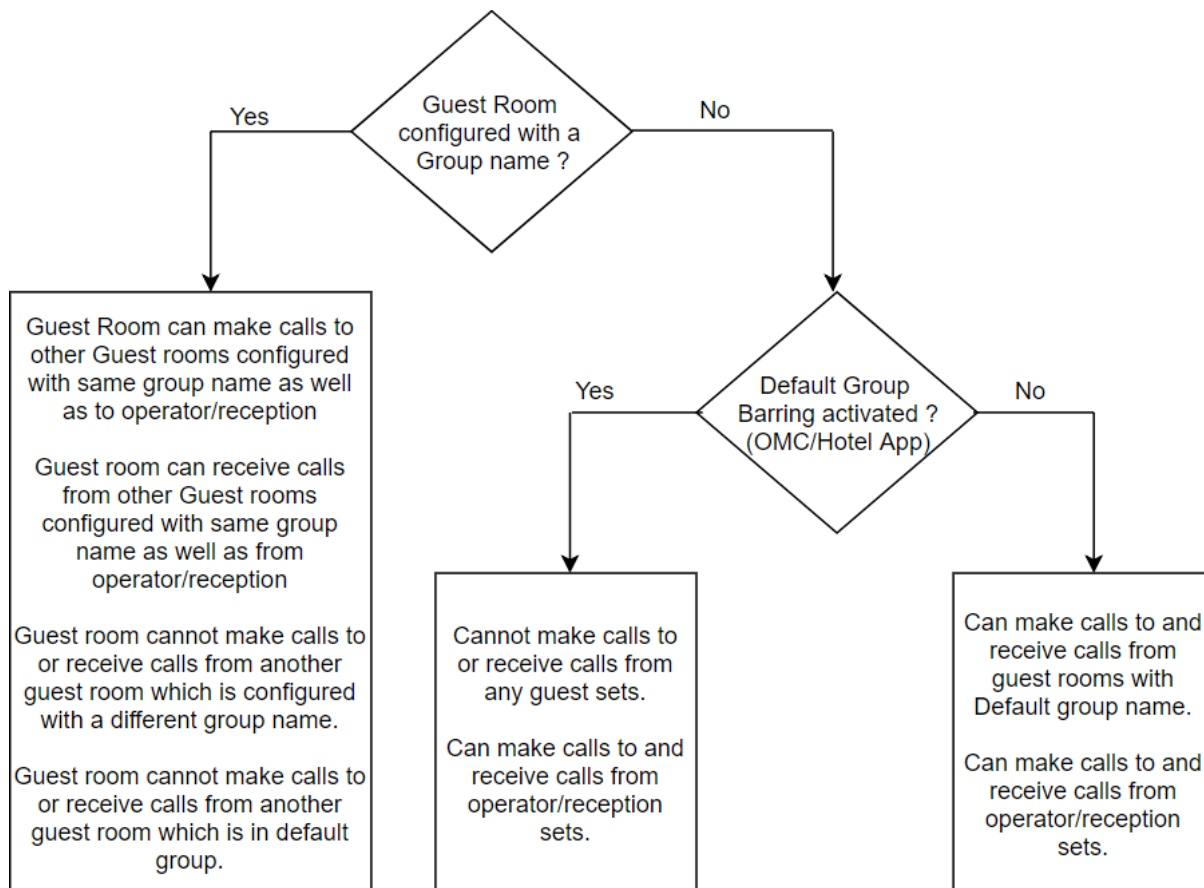 Guest Room
configured with a
Group name ?
Yes
No
Guest Room can make calls to
other Guest rooms configured
with same group name as well
as to operator/reception
Guest room can receive calls
from other Guest rooms
configured with same group
name as well as from
operator/reception
Guest room cannot make calls to
or receive calls from another
guest room which is configured
with a different group name.
Guest room cannot make calls to
or receive calls from another
guest room which is in default
group.
Default Group
Barring activated ?
(OMC/Hotel App)
Yes
No
Cannot make calls to
or receive calls from
any guest sets.
Can make calls to and
receive calls from
operator/reception
sets.
Can make calls to and
receive calls from
guest rooms with
Default group name.
Can make calls to and
receive calls from
operator/reception
sets.